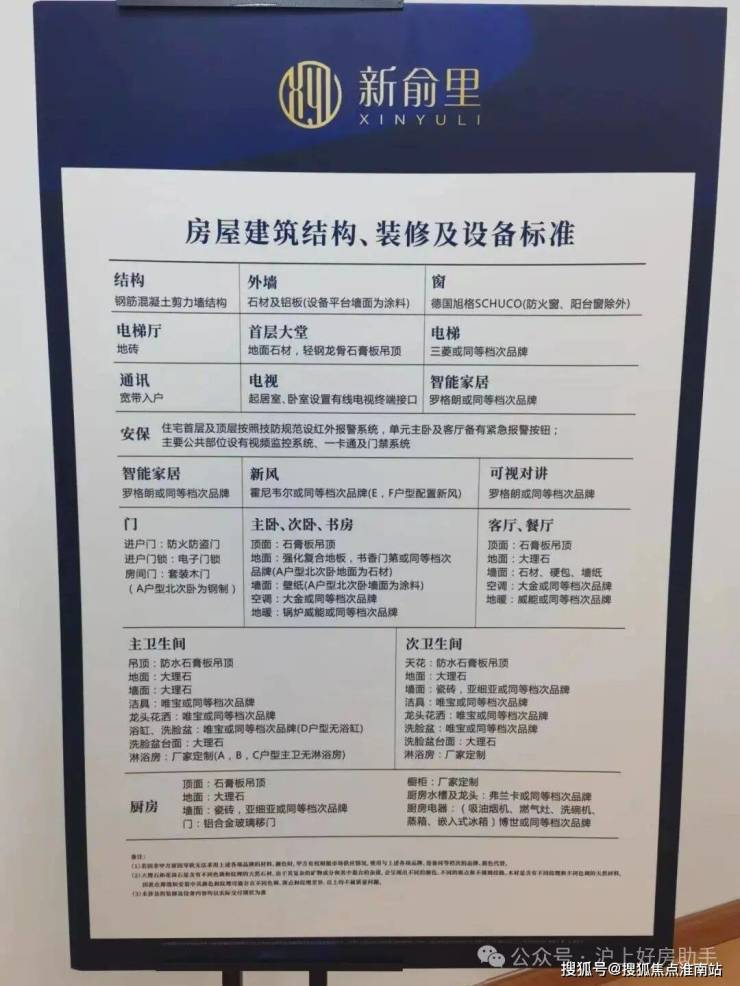 新俞里
XINYULI
房屋建筑结构、装修及设备标准
结构
钢筋混凝土剪力墙结构
外墙
石材及铝板(设备平台墙面为涂料)
窗
德国旭格SCHUCO(防火窗、阳台窗除外)
电梯厅
地砖
首层大堂
地面石材，轻钢龙骨石膏板吊顶
电梯
三菱或同等档次品牌
通讯
宽带入户
电视
起居室、卧室设置有线电视终端接口
智能家居
罗格朗或同等档次品牌
安保
住宅首层及顶层按照技防规范设红外报警系统，单元主卧及客厅备有紧急报警按钮；
主要公共部位设有视频监控系统、一卡通及门禁系统
智能家居
罗格朗或同等档次品牌
新风
霍尼韦尔或同等档次品牌(E，F户型配置新风)
可视对讲
罗格朗或同等档次品牌
门
进户门：防火防盗门
进户门锁：电子门锁
房间门：套装木门
（A户型北次卧为钢制）
主卧、次卧、书房
顶面：石膏板吊顶
地面：强化复合地板，书香门第或同等档次
品牌(A户型北次卧地面为石材)
墙面：壁纸(A户型北次卧墙面为涂料)
空调：大金或同等档次品牌
地暖：锅炉威能或同等档次品牌
客厅、餐厅
顶面：石膏板吊顶
地面：大理石
墙面：石材、硬包、墙纸
空调：大金或同等档次品牌
地暖：威能或同等档次品牌
主卫生间
吊顶：防水石膏板吊顶
地面：大理石
墙面：大理石
洁具：唯宝或同等档次品牌
龙头花洒：唯宝或同等档次品牌
浴缸、洗脸盆：唯宝或同等档次品牌(D户型无浴缸)
洗脸盆台面：大理石
淋浴房：厂家定制(A，B，C户型主卫无淋浴房)
次卫生间
天花：防水石膏板吊顶
地面：大理石
墙面：瓷砖，亚细亚或同等档次品牌
洁具：唯宝或同等档次品牌
龙头花洒：唯宝或同等档次品牌
洗脸盆：唯宝或同等档次品牌
洗脸盆台面：大理石
淋浴房：厂家定制
厨房
顶面：石膏板吊顶
地面：大理石
墙面：瓷砖，亚细亚或同等档次品牌
门：铝合金玻璃移门
橱柜：厂家定制
厨房水槽及龙头：弗兰卡或同等档次品牌
厨房电器：（吸油烟机、燃气灶、洗碗机、
蒸箱、嵌入式冰箱）博世或同等档次品牌
备注：
公众号·沪上好房助手
搜狐号@搜狐焦点淮南站